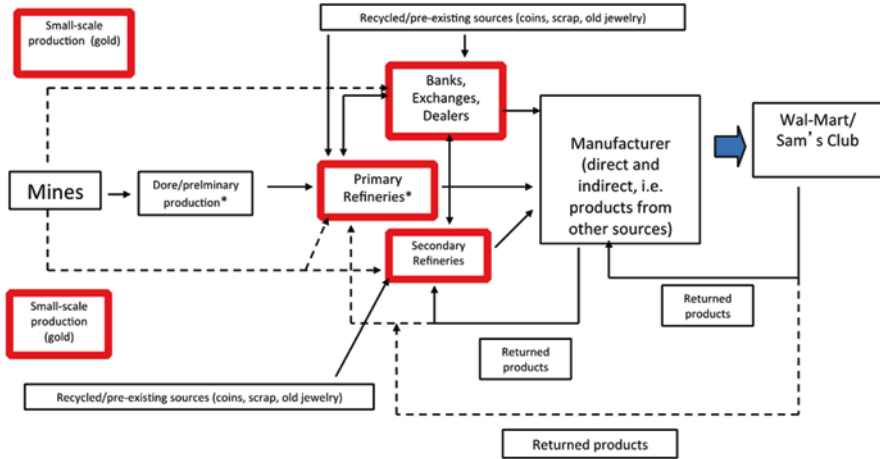 Small-scale
production (gold)
Recycled/pre-existing sources (coins, scrap, old jewelry)
Banks,
Exchanges,
Dealers
Wal-Mart/
Sam's Club
Manufacturer
(direct and
indirect, i.e.
products from
other sources)
Mines
Dore/prelminary
production*
Primary
Refineries*
Secondary
Refineries
Small-scale
production
(gold)
Returned
products
Returned
products
Recycled/pre-existing sources (coins, scrap, old jewelry)
Returned products